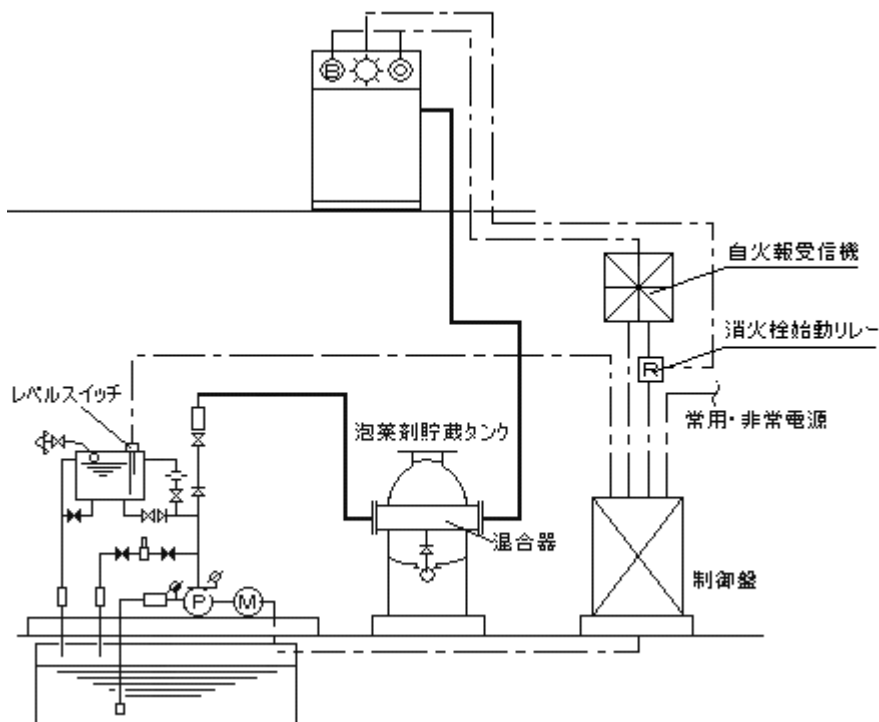 B
自火報受信機
消火栓始動リレー
R
レベルスイッチ
常用・非常電源
泡薬剤貯蔵タンク
混合器
制御盤
P
M